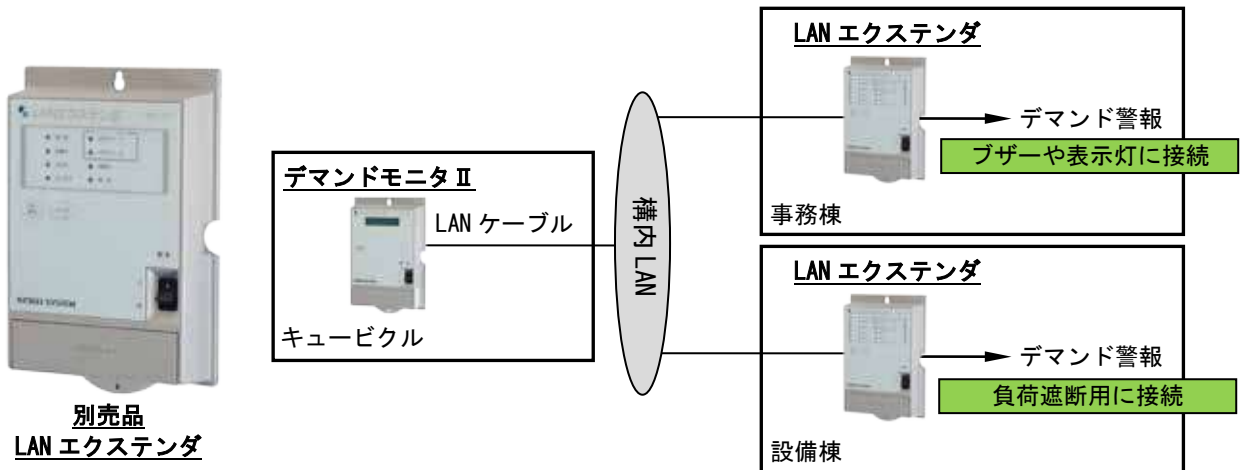 別売品
LAN エクステンダ
デマンドモニタⅡ
LAN ケーブル
キュービクル
構内 LAN
LAN エクステンダ
デマンド警報
ブザーや表示灯に接続
事務棟
LAN エクステンダ
デマンド警報
負荷遮断用に接続
設備棟